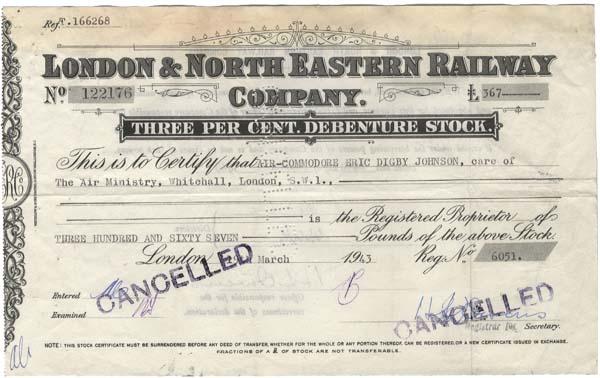 Refce. 166268
LONDON & NORTH EASTERN RAILWAY
No 122176 COMPANY. £ 367
THREE PER CENT. DEBENTURE STOCK.
This is to Certify that AIR-COMMODORE ERIC DIGBY JOHNSON, care of
The Air Ministry, Whitehall, London, S.W.1.,
is the Registered Proprietor of
THREE HUNDRED AND SIXTY SEVEN Pounds of the above Stock.
London, March 1943 Reg. No 6051.
CANCELLED
Entered
Examined
CANCELLED
Registrar for Secretary.
NOTE: THIS STOCK CERTIFICATE MUST BE SURRENDERED BEFORE ANY DEED OF TRANSFER, WHETHER FOR THE WHOLE OR ANY PORTION THEREOF, CAN BE REGISTERED, OR A NEW CERTIFICATE ISSUED IN EXCHANGE.
FRACTIONS OF A £ OF STOCK ARE NOT TRANSFERABLE.